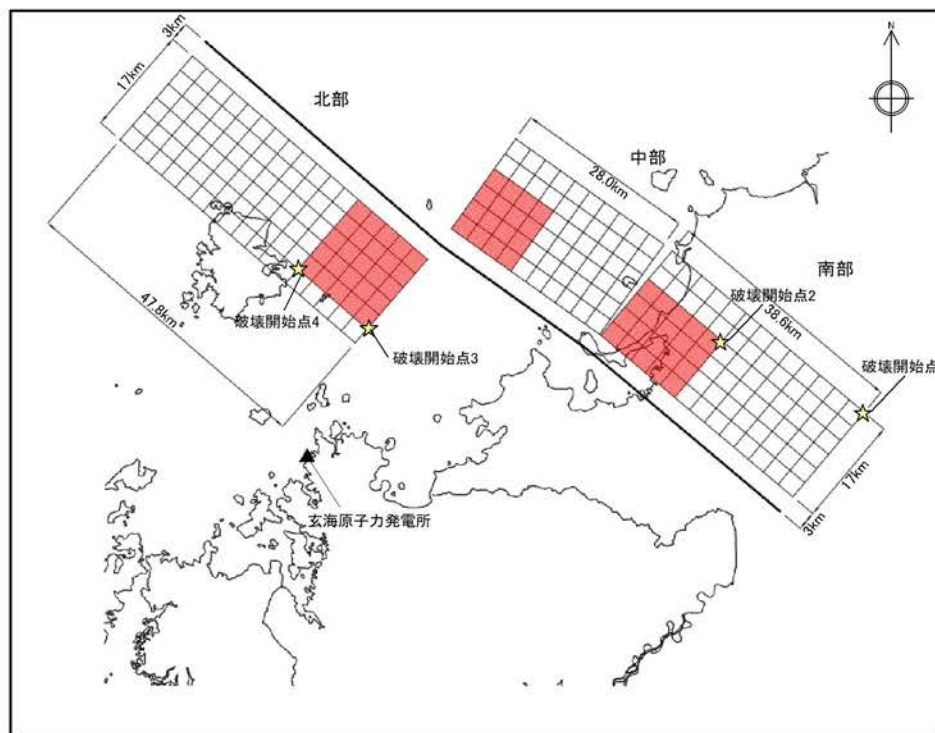 3km
N
17km
北部
中部
28.0km
南部
破壊開始点2
38.6km
破壊開始点4
47.8km
破壊開始点3
破壊開始点
17km
玄海原子力発電所
3km